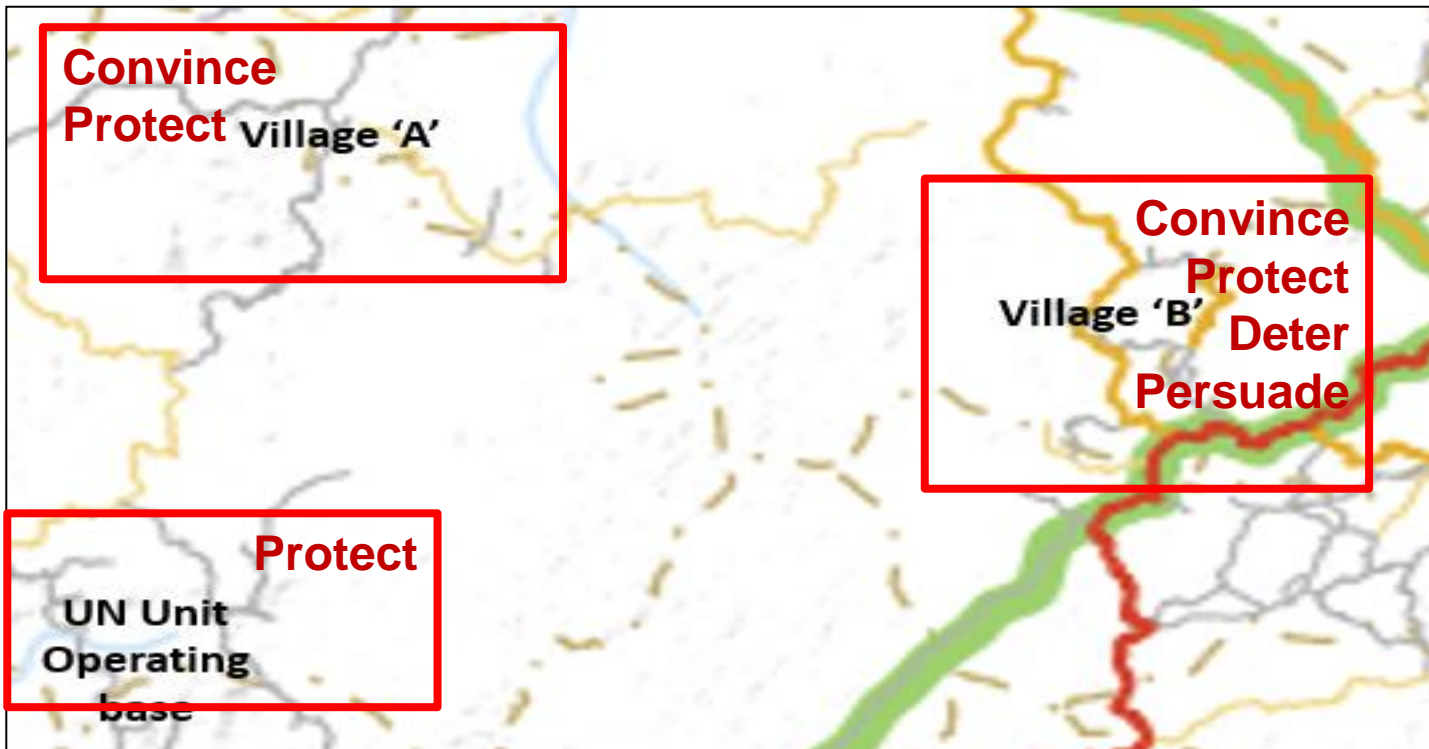 Convince
Protect
Village ‘A’
Convince
Protect
Village ‘B’
Deter
Persuade
Protect
UN Unit
Operating
base